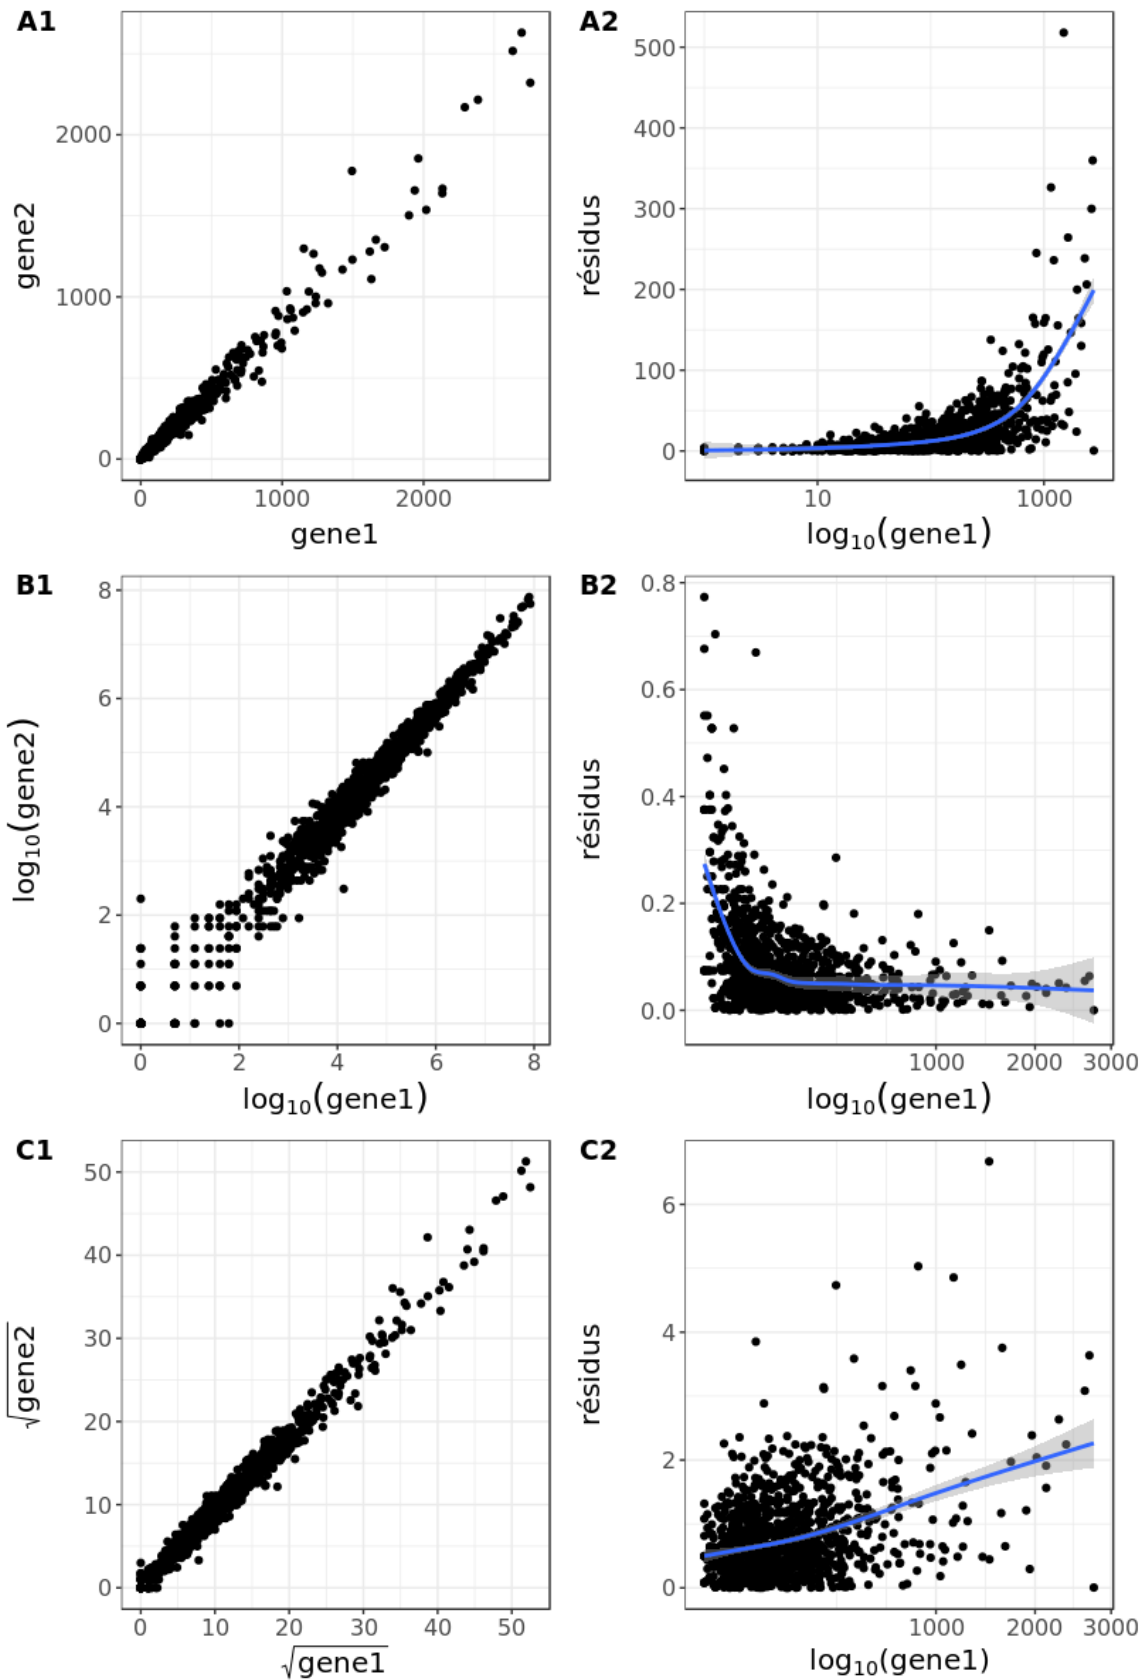 A1
gene2
2000
1000
0
0 1000 2000
gene1
A2
résidus
500
400
300
200
100
0
10 1000
log10(gene1)
B1
log10(gene2)
8
6
4
2
0
0 2 4 6 8
log10(gene1)
B2
résidus
0.8
0.6
0.4
0.2
0.0
1000 2000 3000
log10(gene1)
C1
√gene2
50
40
30
20
10
0
0 10 20 30 40 50
√gene1
C2
résidus
6
4
2
0
1000 2000 3000
log10(gene1)